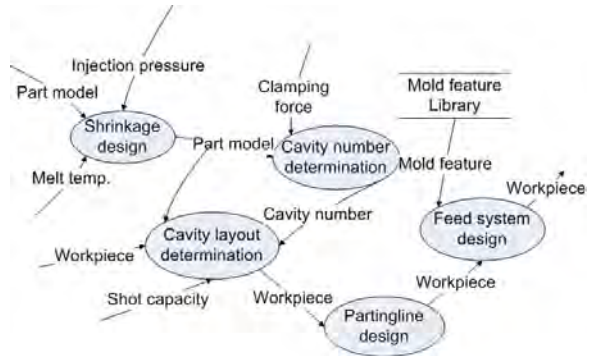 Injection pressure
Part model
Shrinkage
design
Melt temp.
Clamping
force
Part model
Cavity number
determination
Mold feature
Library
Mold feature
Workpiece
Feed system
design
Cavity number
Cavity layout
determination
Workpiece
Shot capacity
Workpiece
Workpiece
Partingline
design